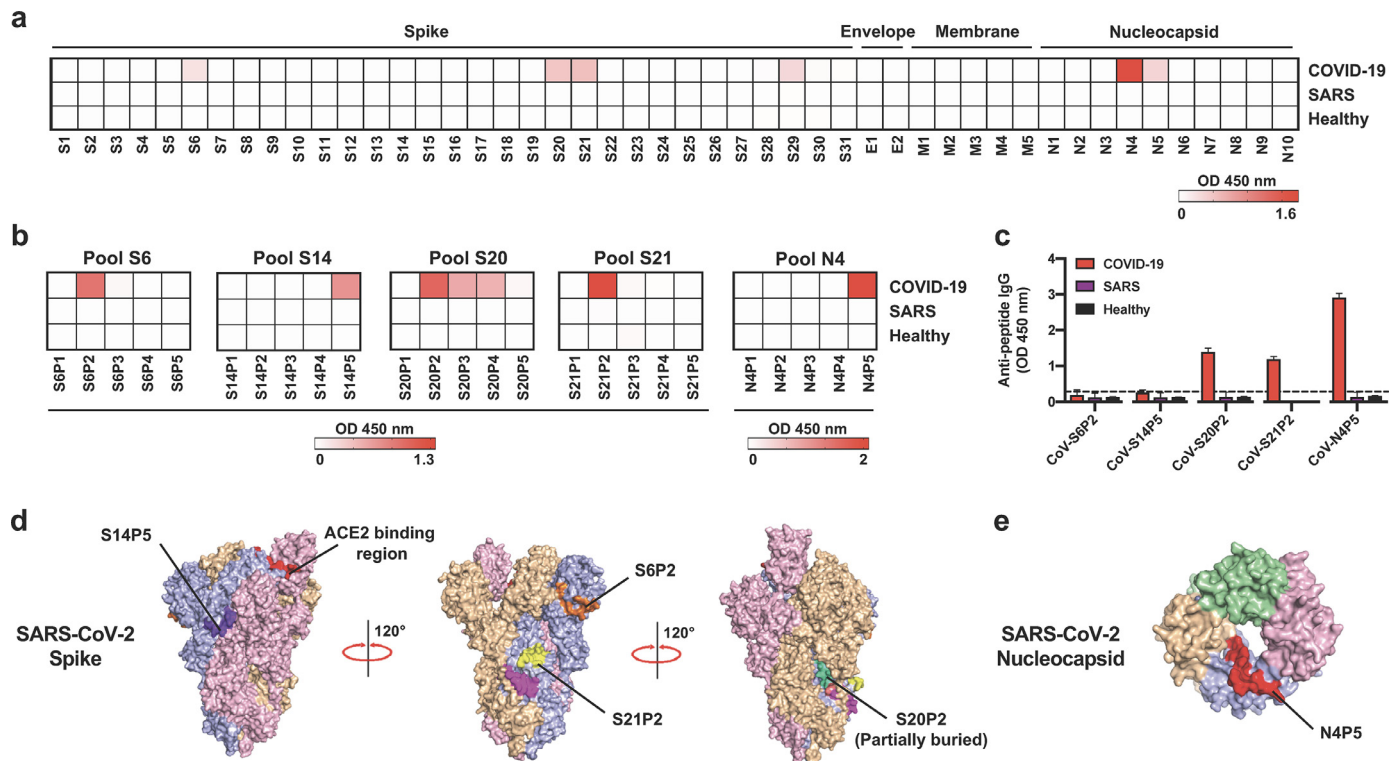 a
Spike
Envelope
Membrane
Nucleocapsid
COVID-19
SARS
Healthy
S1 S2 S3 S4 S5 S6 S7 S8 S9 S10 S11 S12 S13 S14 S15 S16 S17 S18 S19 S20 S21 S22 S23 S24 S25 S26 S27 S28 S29 S30 S31 E1 E2 M1 M2 M3 M4 M5 N1 N2 N3 N4 N5 N6 N7 N8 N9 N10
OD 450 nm
0 1.6
b
Pool S6
Pool S14
Pool S20
Pool S21
Pool N4
COVID-19
SARS
Healthy
S6P1 S6P2 S6P3 S6P4 S6P5
S14P1 S14P2 S14P3 S14P4 S14P5
S20P1 S20P2 S20P3 S20P4 S20P5
S21P1 S21P2 S21P3 S21P4 S21P5
N4P1 N4P2 N4P3 N4P4 N4P5
OD 450 nm
0 1.3
OD 450 nm
0 2
c
Anti-peptide IgG
(OD 450 nm)
4
3
2
1
0
COVID-19
SARS
Healthy
CoV-S6P2
CoV-S14P5
CoV-S20P2
CoV-S21P2
CoV-N4P5
d
SARS-CoV-2
Spike
S14P5
ACE2 binding
region
120°
S6P2
S21P2
120°
S20P2
(Partially buried)
e
SARS-CoV-2
Nucleocapsid
N4P5